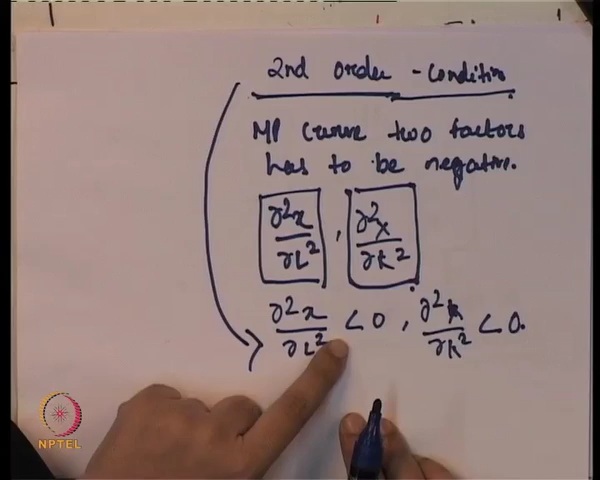 2nd order - condition
MP curve two factors
has to be negative.
∂²x/∂L² , ∂²x/∂K²
∂²x/∂L² < 0 , ∂²x/∂K² < 0.
NPTEL